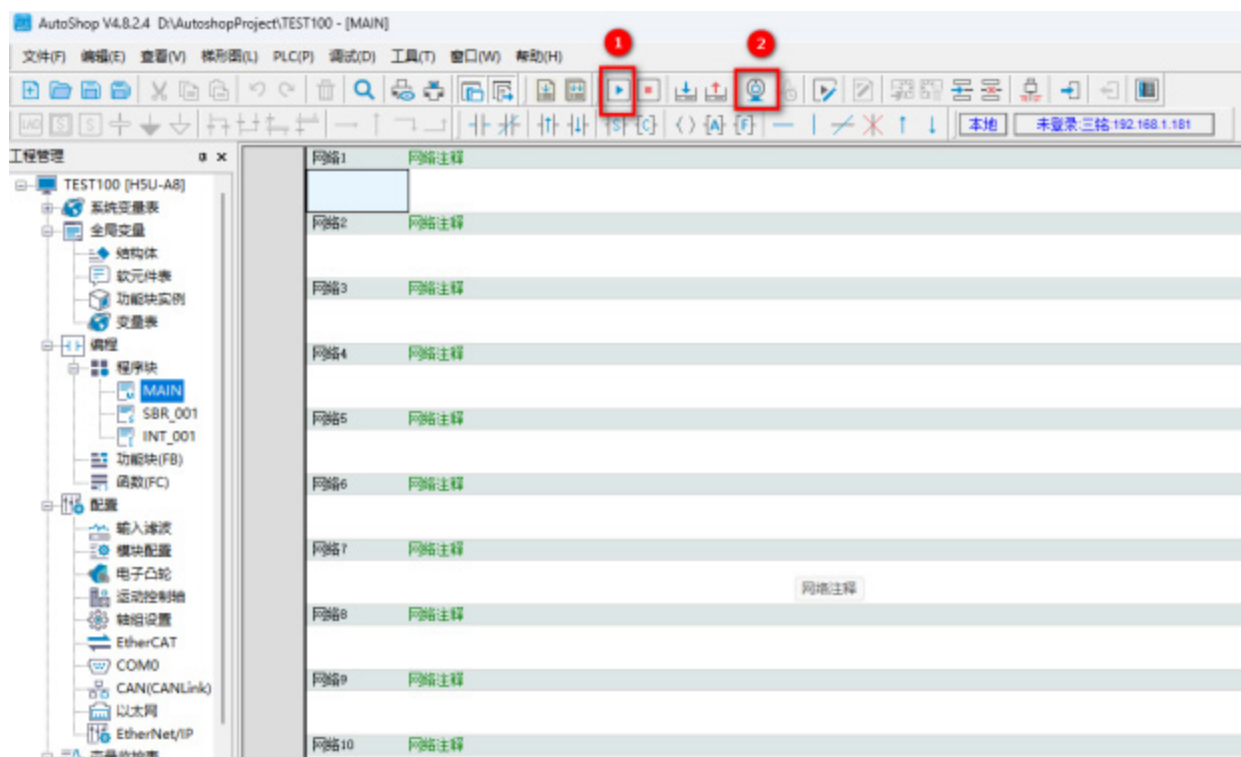 AutoShop V4.8.2.4 D:\AutoshopProject\TEST100 - [MAIN]
文件(F) 编辑(E) 查看(V) 梯形图(L) PLC(P) 调试(D) 工具(T) 窗口(W) 帮助(H)
1
2
LAD S S {S} {C} {A} {F} 本地 未登录:三铭:192.168.1.181
工程管理
TEST100 [H5U-A8]
系统变量表
全局变量
结构体
软元件表
功能块实例
变量表
编程
程序块
MAIN
SBR_001
INT_001
功能块(FB)
函数(FC)
配置
输入滤波
模块配置
电子凸轮
运动控制轴
轴组设置
EtherCAT
COM0
CAN(CANLink)
以太网
EtherNet/IP
变量监控表
网络1 网络注释
网络2 网络注释
网络3 网络注释
网络4 网络注释
网络5 网络注释
网络6 网络注释
网络7 网络注释
网络注释
网络8 网络注释
网络9 网络注释
网络10 网络注释